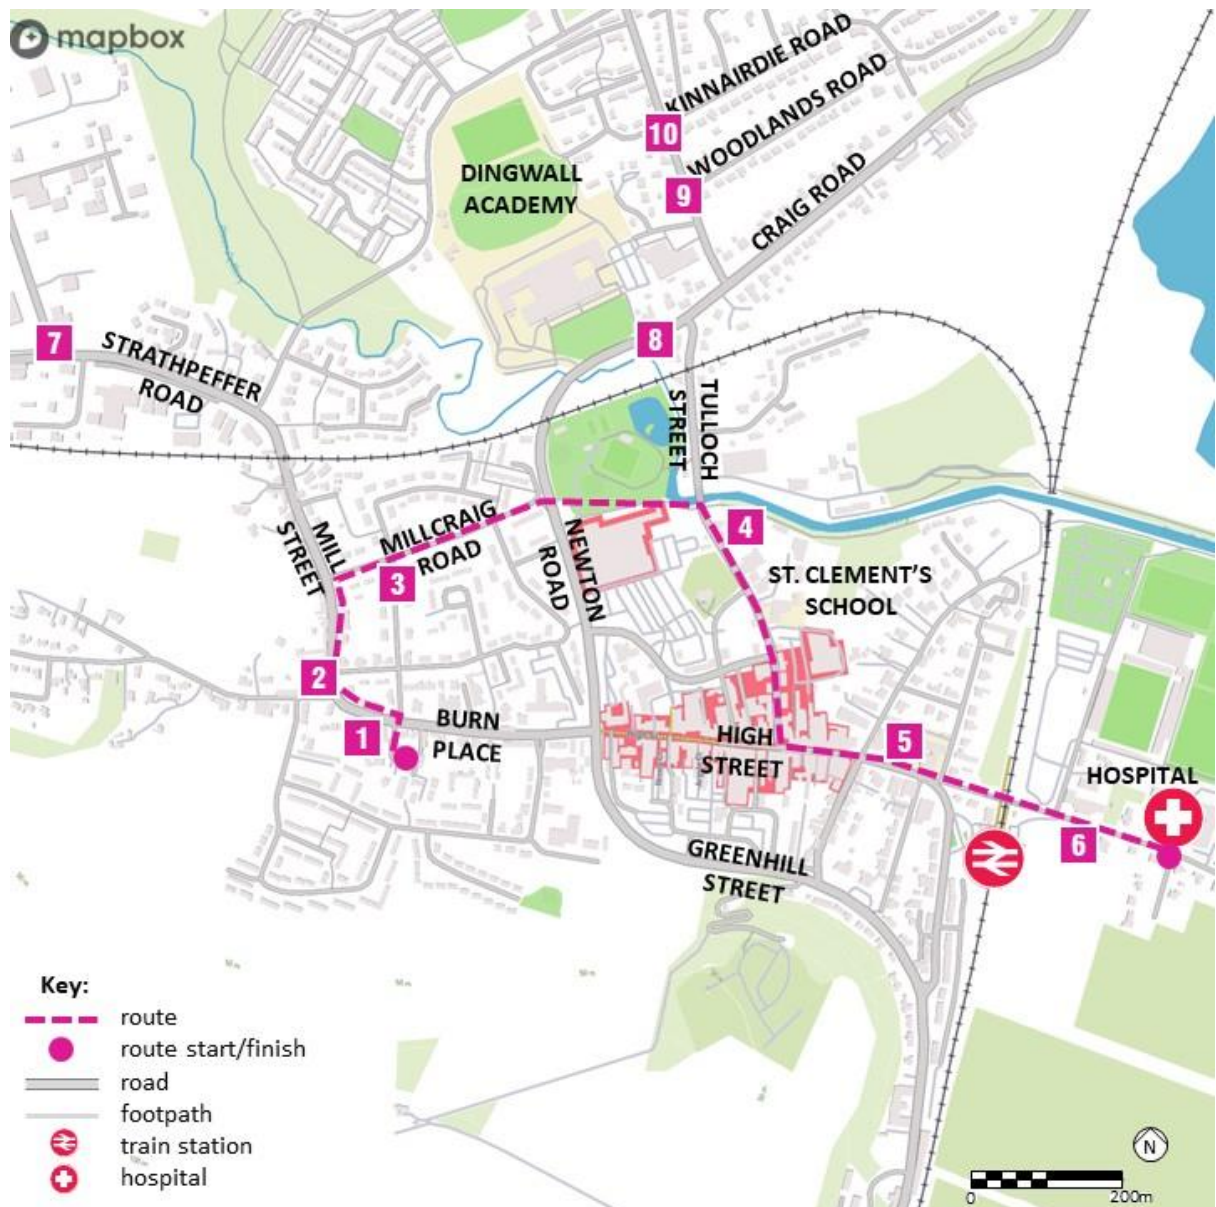 mapbox
KINNAIRDIE ROAD
10
WOODLANDS ROAD
DINGWALL
ACADEMY
9
CRAIG ROAD
7
STRATHPEFFER
ROAD
8
TULLOCH
STREET
MILLCRAIG
ROAD
MILL
STREET
3
NEWTON
ROAD
4
ST. CLEMENT'S
SCHOOL
2
1
BURN
PLACE
HIGH
STREET
5
HOSPITAL
6
GREENHILL
STREET
Key:
route
route start/finish
road
footpath
train station
hospital
N
0
200m